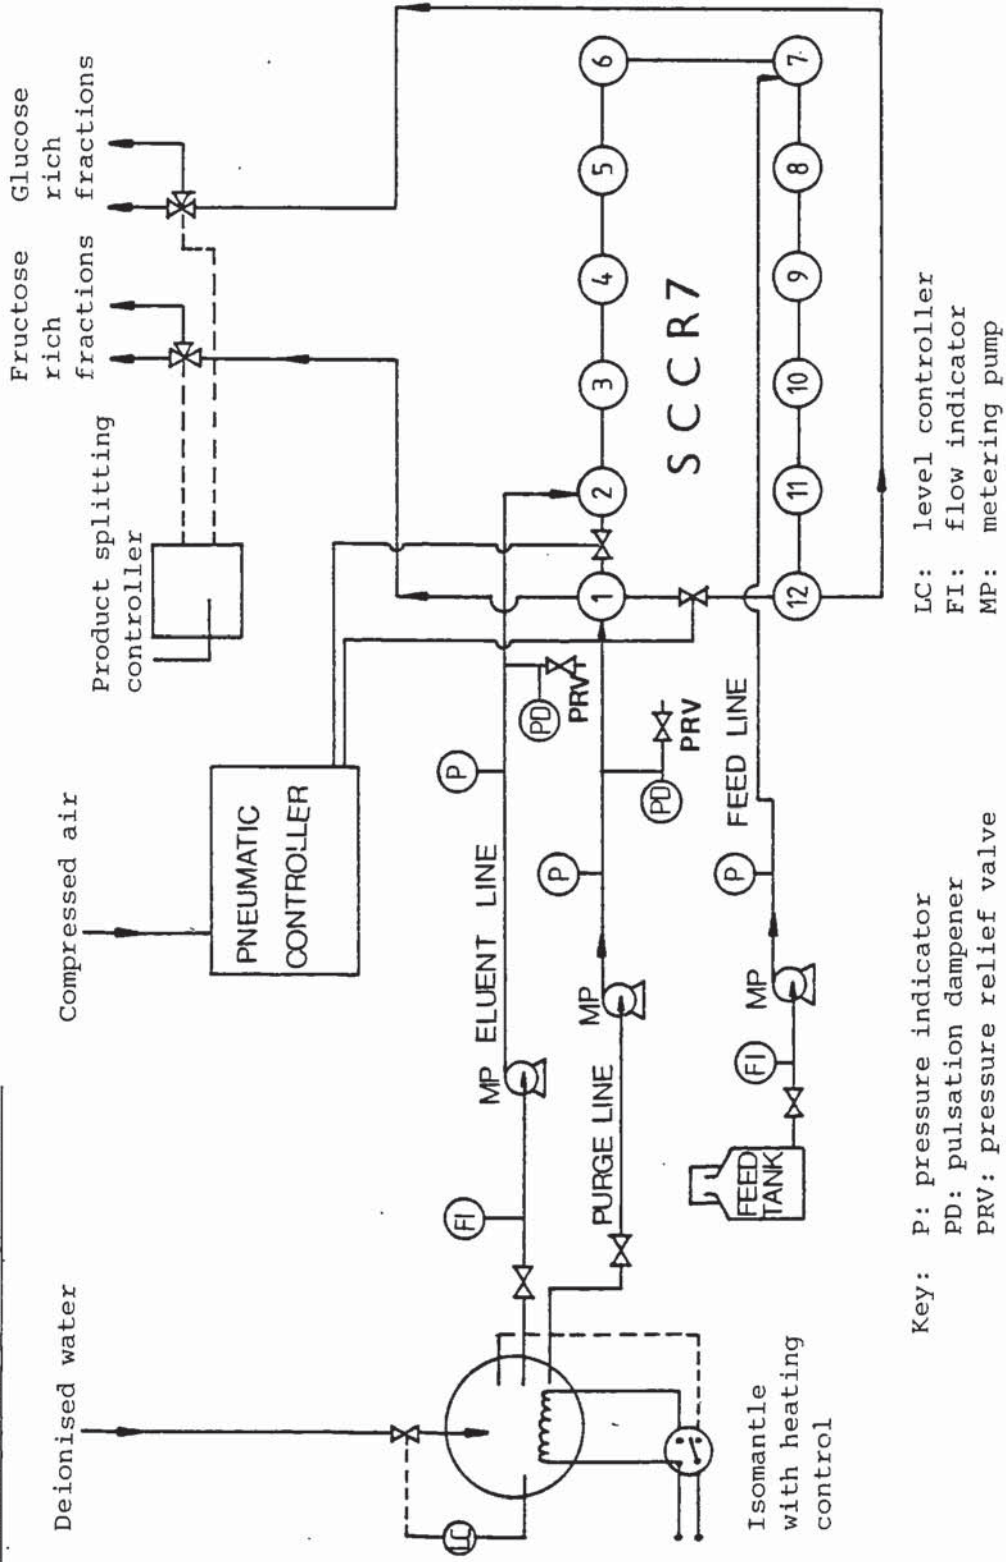 Deionised water
Compressed air
Product splitting
controller
Fructose
rich
fractions
Glucose
rich
fractions
PNEUMATIC
CONTROLLER
LC
FI
MP
ELUENT LINE
P
PD
PRV
PURGE LINE
MP
P
PD
PRV
FEED
TANK
FI
MP
P
FEED LINE
1
2
3
4
5
6
7
8
9
10
11
12
SCCR7
Isomantle
with heating
control
Key: P: pressure indicator
PD: pulsation dampener
PRV: pressure relief valve
LC: level controller
FI: flow indicator
MP: metering pump